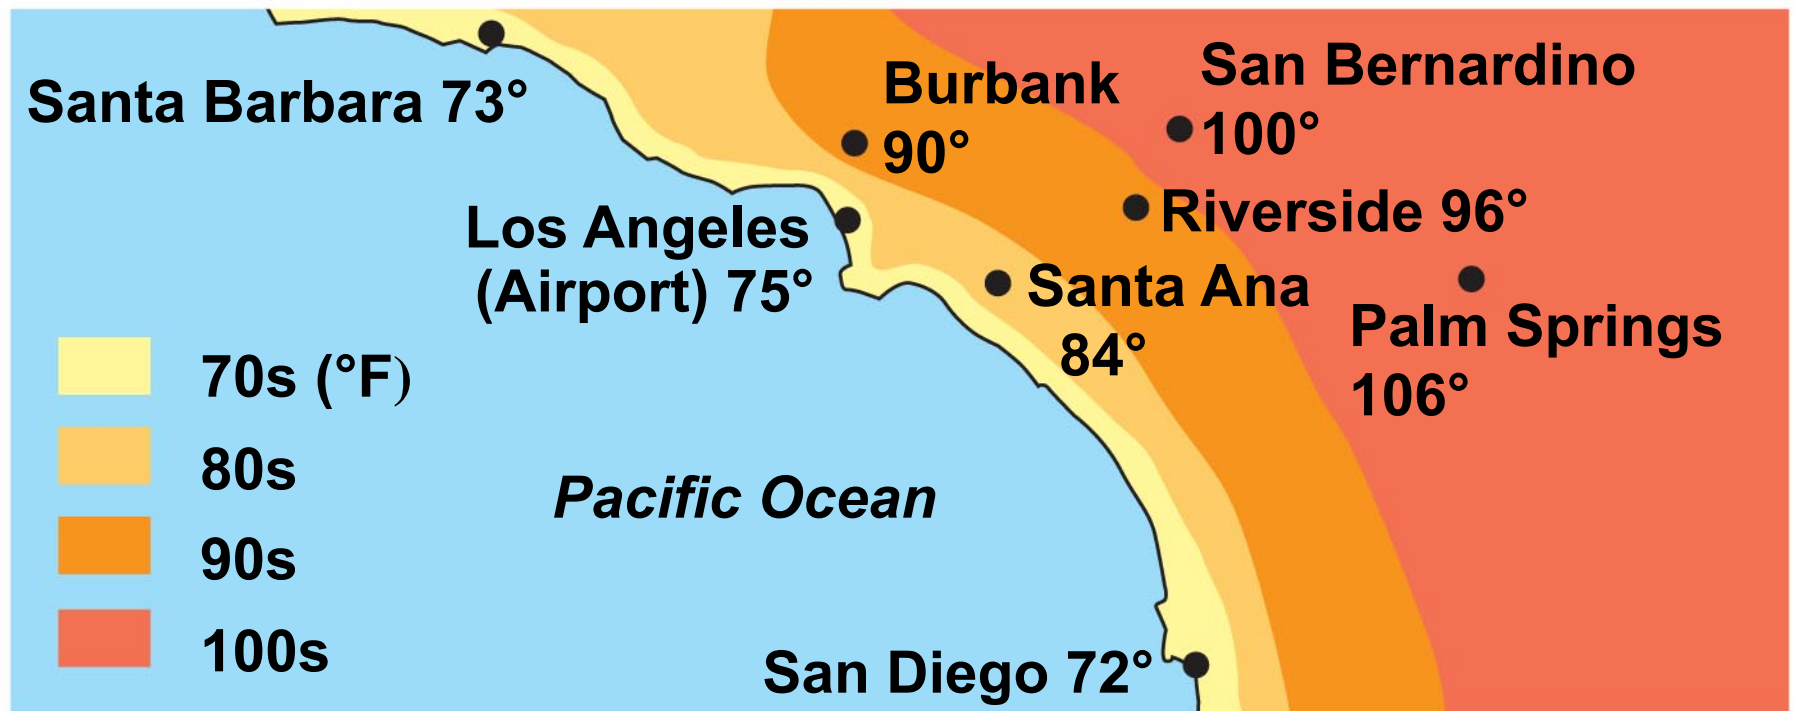 Santa Barbara 73°
Burbank
90°
San Bernardino
100°
Los Angeles
(Airport) 75°
Riverside 96°
Santa Ana
84°
Palm Springs
106°
70s (°F)
80s
90s
100s
Pacific Ocean
San Diego 72°